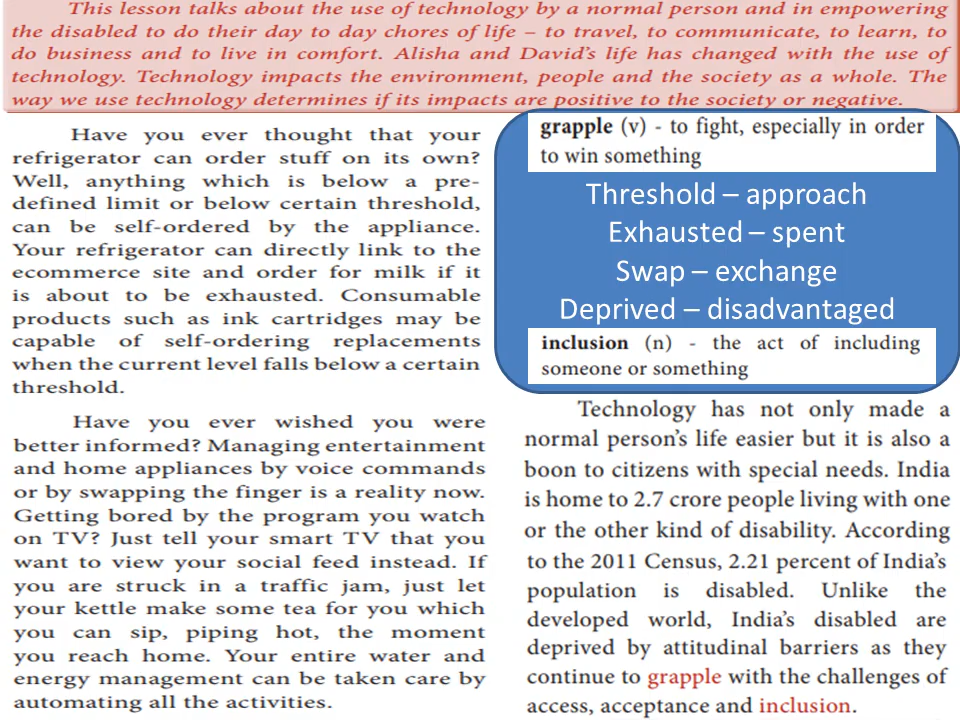 This lesson talks about the use of technology by a normal person and in empowering
the disabled to do their day to day chores of life – to travel, to communicate, to learn, to
do business and to live in comfort. Alisha and David's life has changed with the use of
technology. Technology impacts the environment, people and the society as a whole. The
way we use technology determines if its impacts are positive to the society or negative.
Have you ever thought that your
refrigerator can order stuff on its own?
Well, anything which is below a pre-
defined limit or below certain threshold,
can be self-ordered by the appliance.
Your refrigerator can directly link to the
ecommerce site and order for milk if it
is about to be exhausted. Consumable
products such as ink cartridges may be
capable of self-ordering replacements
when the current level falls below a certain
threshold.
Have you ever wished you were
better informed? Managing entertainment
and home appliances by voice commands
or by swapping the finger is a reality now.
Getting bored by the program you watch
on TV? Just tell your smart TV that you
want to view your social feed instead. If
you are struck in a traffic jam, just let
your kettle make some tea for you which
you can sip, piping hot, the moment
you reach home. Your entire water and
energy management can be taken care by
automating all the activities.
grapple (v) - to fight, especially in order
to win something
Threshold – approach
Exhausted – spent
Swap – exchange
Deprived – disadvantaged
inclusion (n) - the act of including
someone or something
Technology has not only made a
normal person's life easier but it is also a
boon to citizens with special needs. India
is home to 2.7 crore people living with one
or the other kind of disability. According
to the 2011 Census, 2.21 percent of India's
population is disabled. Unlike the
developed world, India's disabled are
deprived by attitudinal barriers as they
continue to grapple with the challenges of
access, acceptance and inclusion.